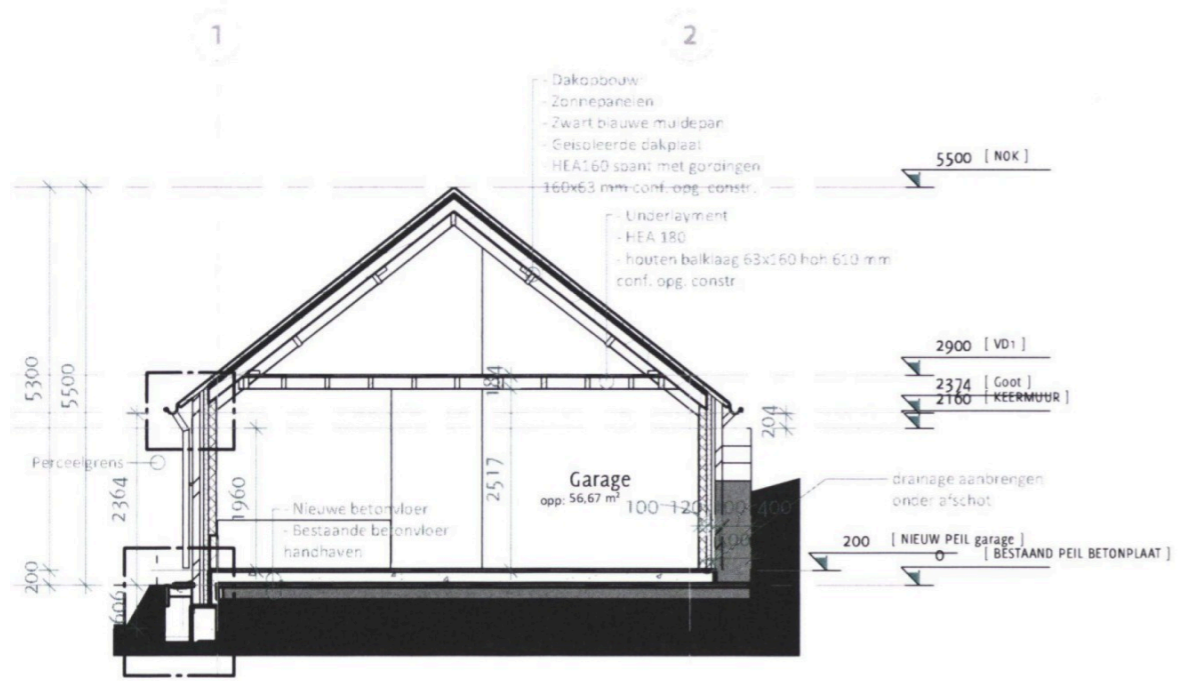 1
2
- Dakopbouw
- Zonnepanelen
- Zwart blauwe muldepan
- Geisoleerde dakplaat
- HEA160 spant met gordingen
160x63 mm conf. opg. constr.
5500 [ NOK ]
- Underlayment
- HEA 180
- houten balklaag 63x160 hoh 610 mm
conf. opg. constr.
2900 [ VD1 ]
2374 [ Goot ]
2160 [ KEERMUUR ]
5300
5500
184
204
Perceelgrens
2364
1960
2517
Garage
opp: 56,67 m²
100 120 100 400
drainage aanbrengen
onder afschot
- Nieuwe betonvloer
- Bestaande betonvloer
handhaven
200 [ NIEUW PEIL garage ]
0 [ BESTAAND PEIL BETONPLAAT ]
200
600